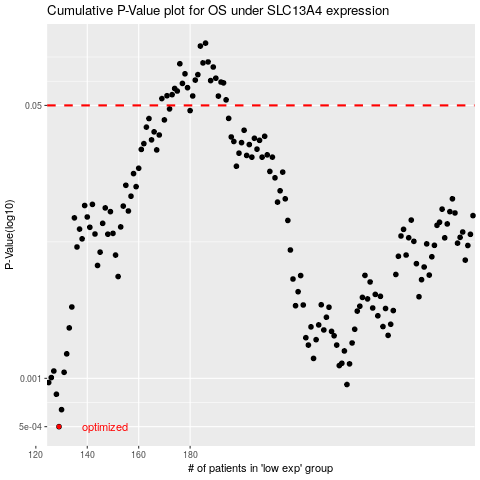 Cumulative P-Value plot for OS under SLC13A4 expression
P-Value(log10)
0.05
0.001
5e-04
optimized
120 140 160 180
# of patients in 'low exp' group